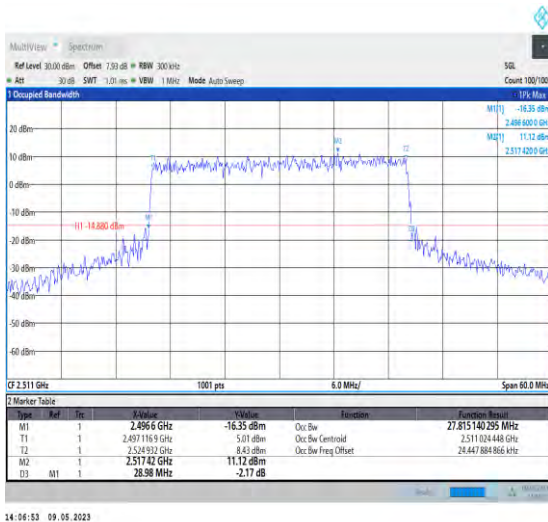 MultiView Spectrum
Ref Level 30.00 dBm Offset 7.93 dB RBW 300 kHz SGL
Att 30 dB SWT 1.01 ms VBW 1 MHz Mode Auto Sweep Count 100/100
1 Occupied Bandwidth 1Pk Max
M1[1] -16.35 dBm
2.496 600 0 GHz
M2[1] 11.12 dBm
2.517 420 0 GHz
20 dBm
M2
T1 T2
10 dBm
0 dBm
-10 dBm
M1
H1 -14.880 dBm
D3
-20 dBm
-30 dBm
-40 dBm
-60 dBm
CF 2.511 GHz 1001 pts 6.0 MHz/ Span 60.0 MHz
2 Marker Table
Type Ref Trc X-Value Y-Value Function Function Result
M1 1 2.4966 GHz -16.35 dBm Occ Bw 27.815 140 295 MHz
T1 1 2.497 116 9 GHz 5.01 dBm Occ Bw Centroid 2.511 024 448 GHz
T2 1 2.524 932 GHz 8.43 dBm Occ Bw Freq Offset 24.447 884 866 kHz
M2 1 2.517 42 GHz 11.12 dBm
D3 M1 1 28.98 MHz -2.17 dB
Ready
14:06:53 09.05.2023